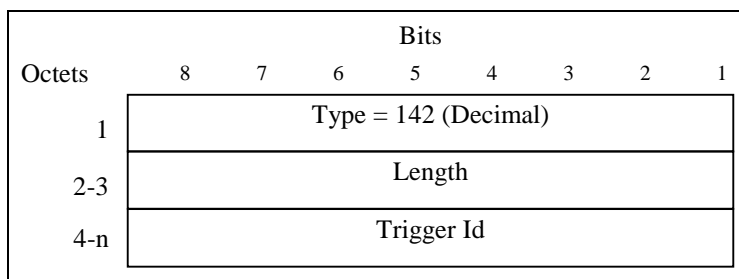 Bits
Octets 8 7 6 5 4 3 2 1
1 Type = 142 (Decimal)
2-3 Length
4-n Trigger Id